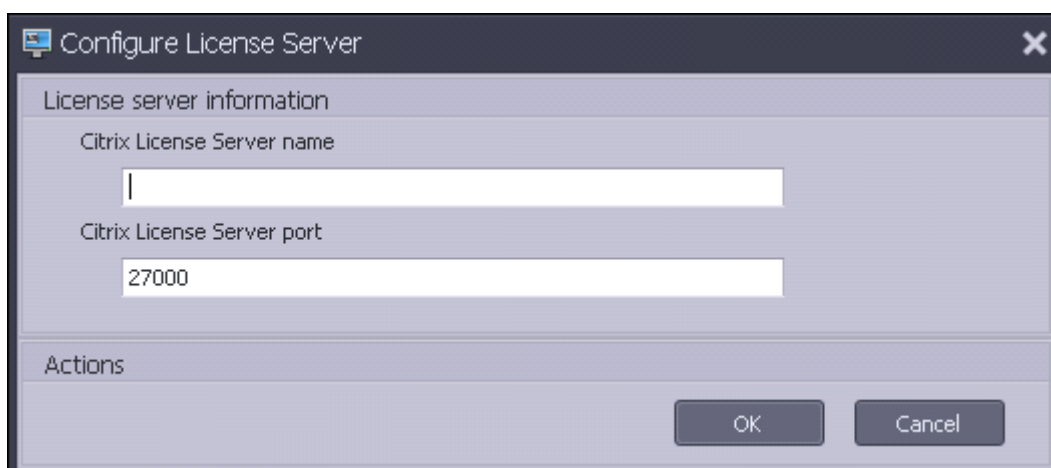 Configure License Server
License server information
Citrix License Server name
Citrix License Server port
27000
Actions
OK Cancel